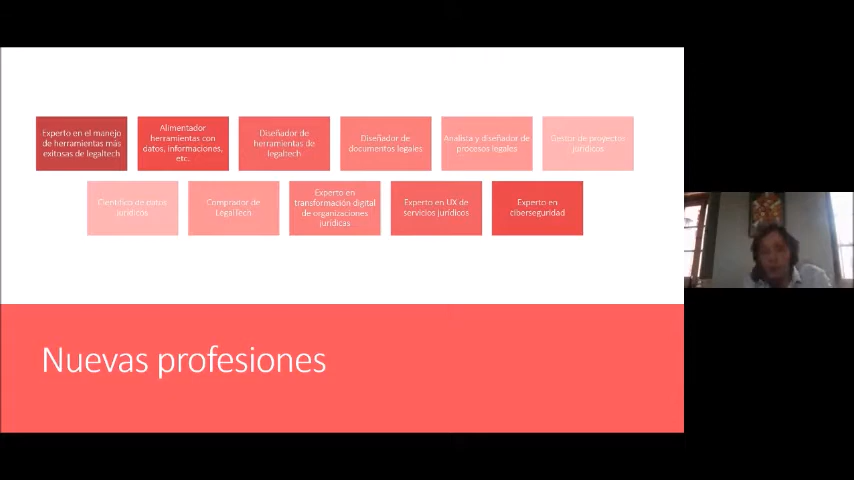 Experto en el manejo
de herramientas más
exitosas de legaltech
Alimentador
herramientas con
datos, informaciones,
etc.
Diseñador de
herramientas de
legaltech
Diseñador de
documentos legales
Analista y diseñador de
procesos legales
Gestor de proyectos
jurídicos
Científico de datos
jurídicos
Comprador de
LegalTech
Experto en
transformación digital
de organizaciones
jurídicas
Experto en UX de
servicios jurídicos
Experto en
ciberseguridad
Nuevas profesiones